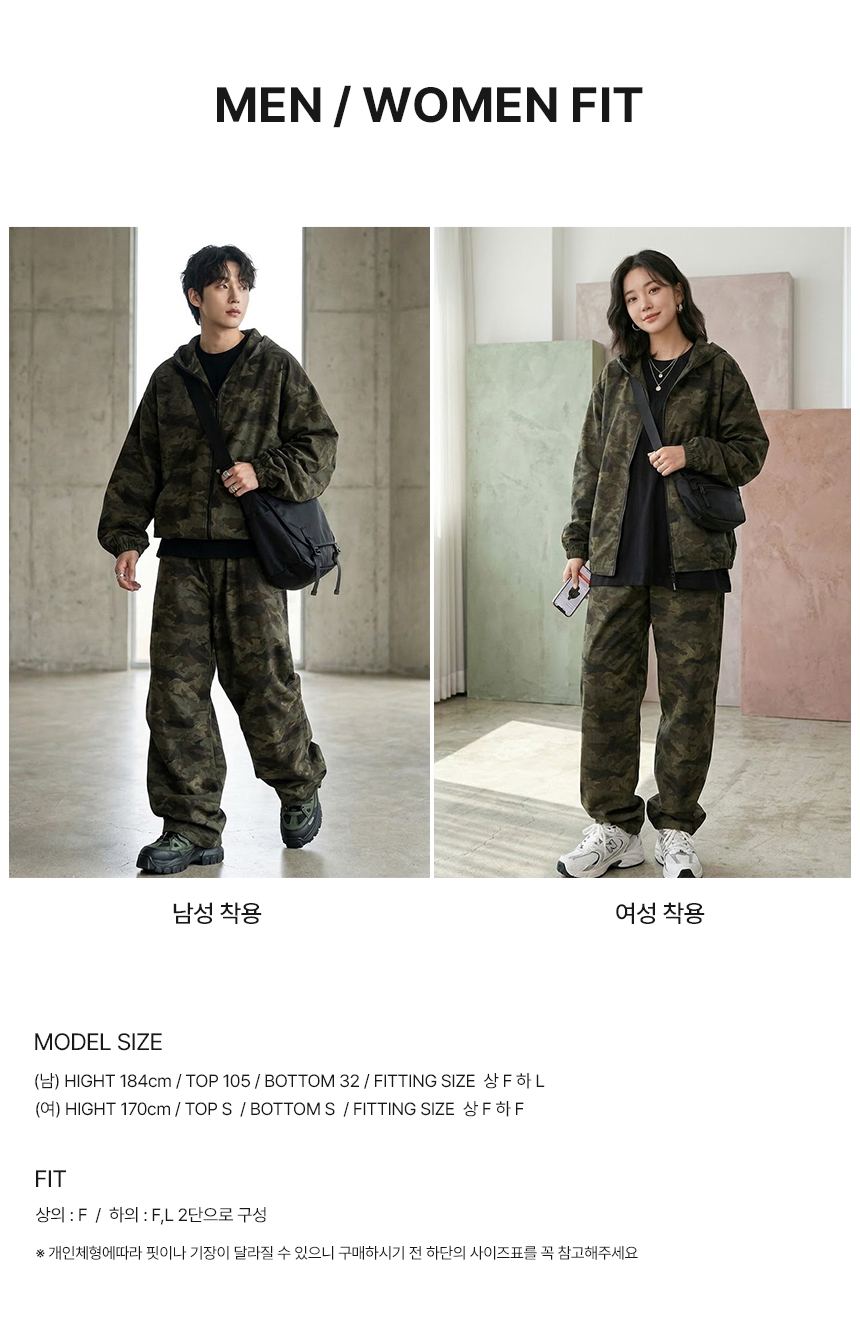 MEN / WOMEN FIT
남성 착용
여성 착용
MODEL SIZE
(남) HIGHT 184cm / TOP 105 / BOTTOM 32 / FITTING SIZE 상 F 하 L
(여) HIGHT 170cm / TOP S / BOTTOM S / FITTING SIZE 상 F 하 F
FIT
상의 : F / 하의 : F,L 2단으로 구성
※ 개인체형에따라 핏이나 기장이 달라질 수 있으니 구매하시기 전 하단의 사이즈표를 꼭 참고해주세요